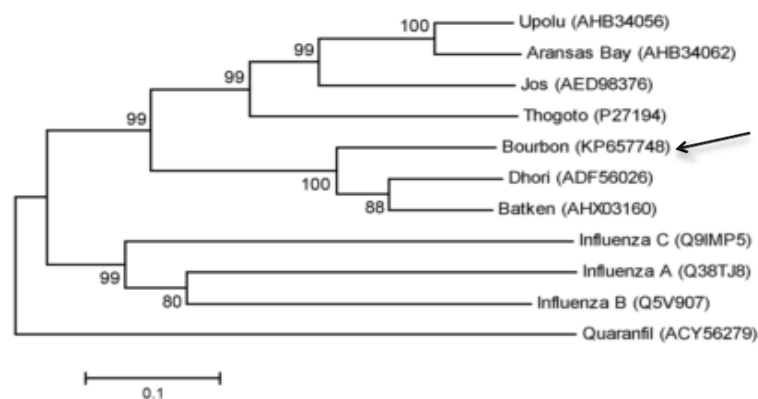 100
Upolu (AHB34056)
99
Aransas Bay (AHB34062)
99
Jos (AED98376)
99
Thogoto (P27194)
Bourbon (KP657748)
100
Dhori (ADF56026)
88
Batken (AHX03160)
Influenza C (Q9IMP5)
99
Influenza A (Q38TJ8)
80
Influenza B (Q5V907)
Quaranfil (ACY56279)
0.1